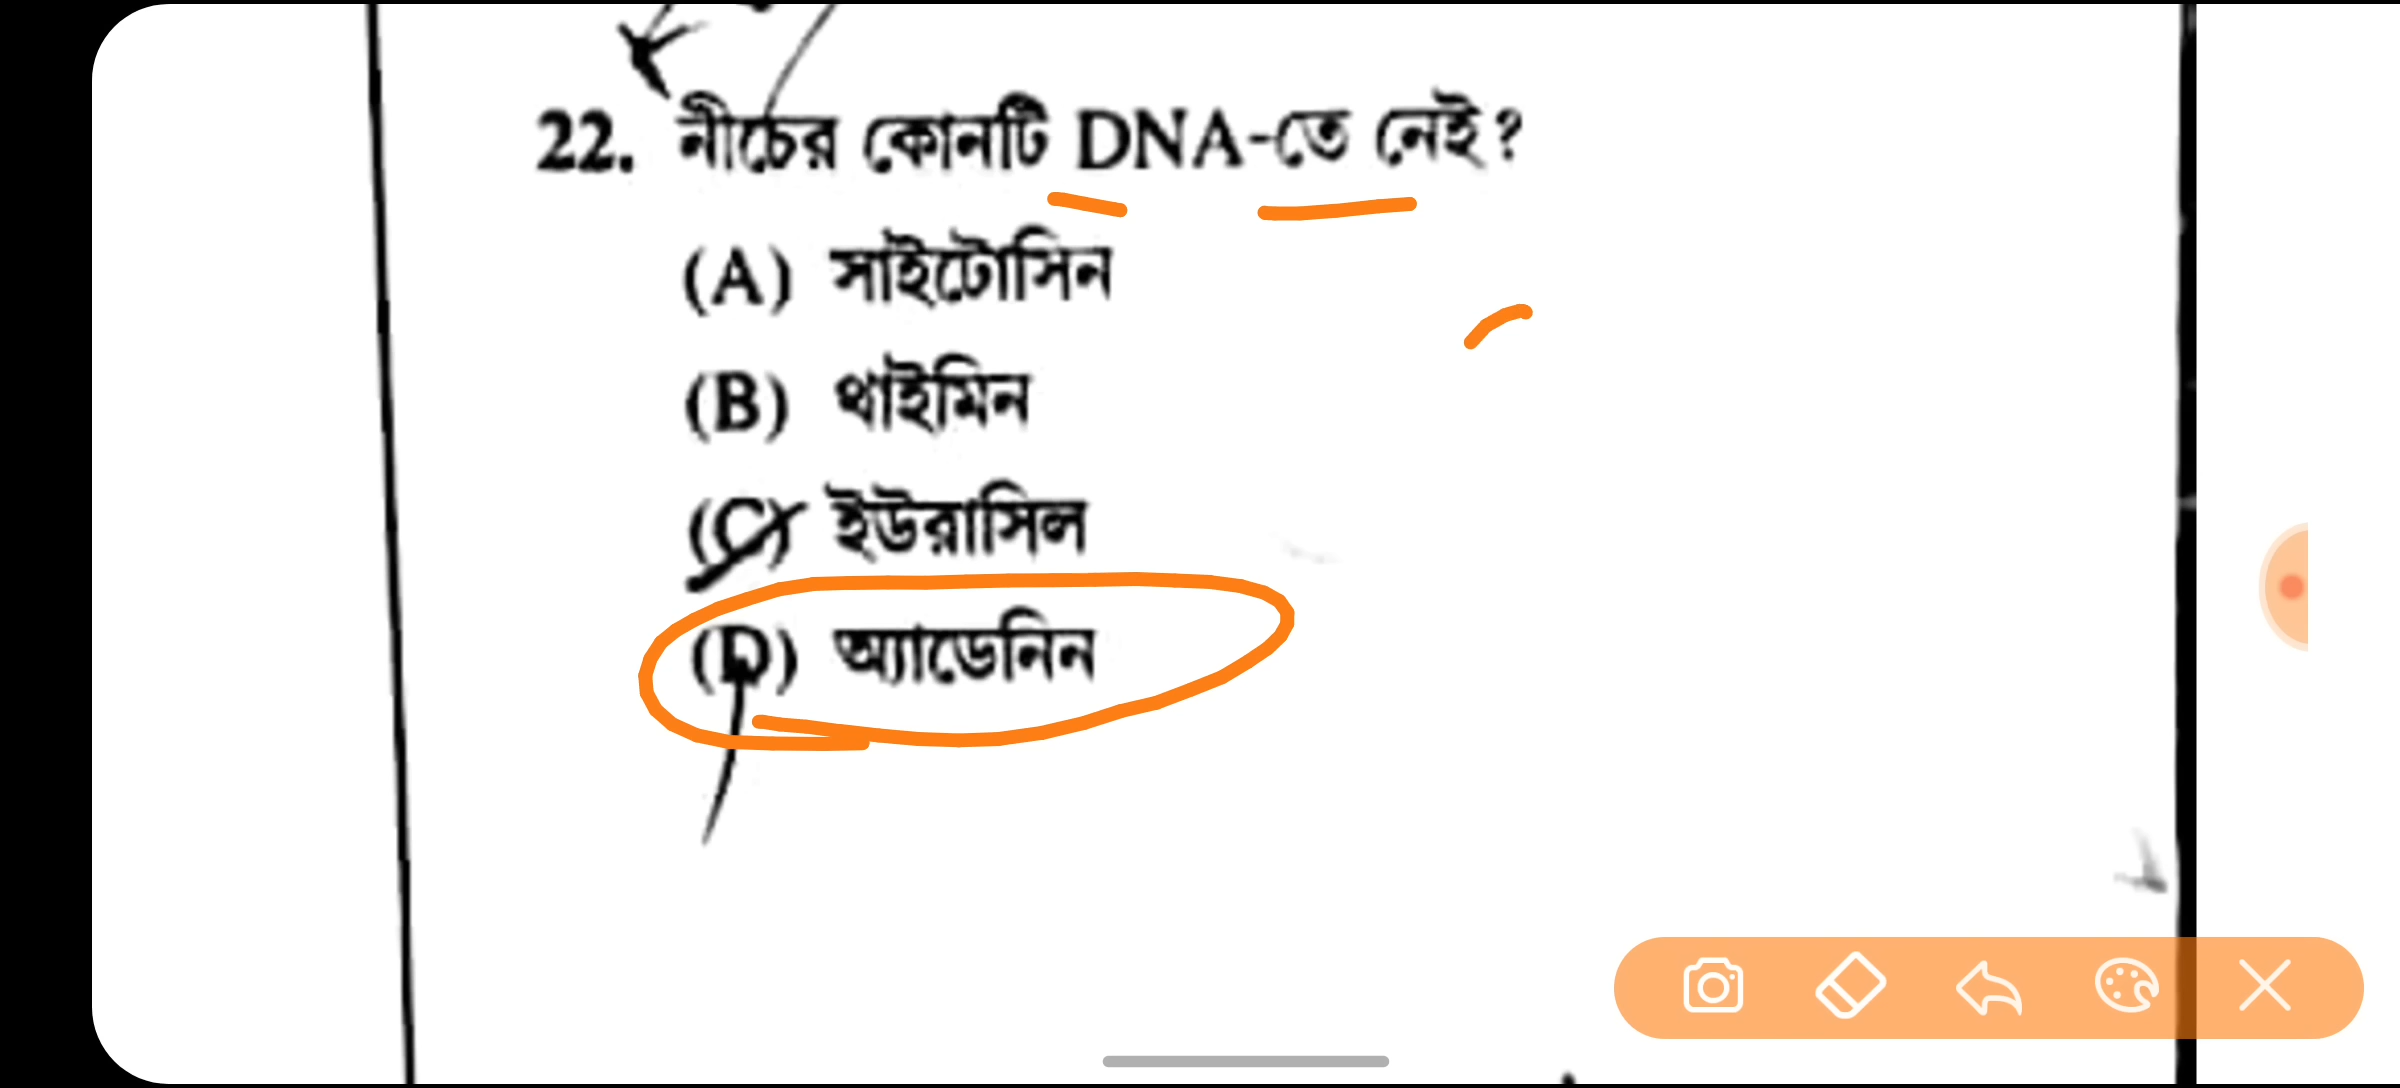 22. নীচের কোনটি DNA-তে নেই?
(A) সাইটোসিন
(B) থাইমিন
(C) ইউরাসিল
(D) অ্যাডেনিন